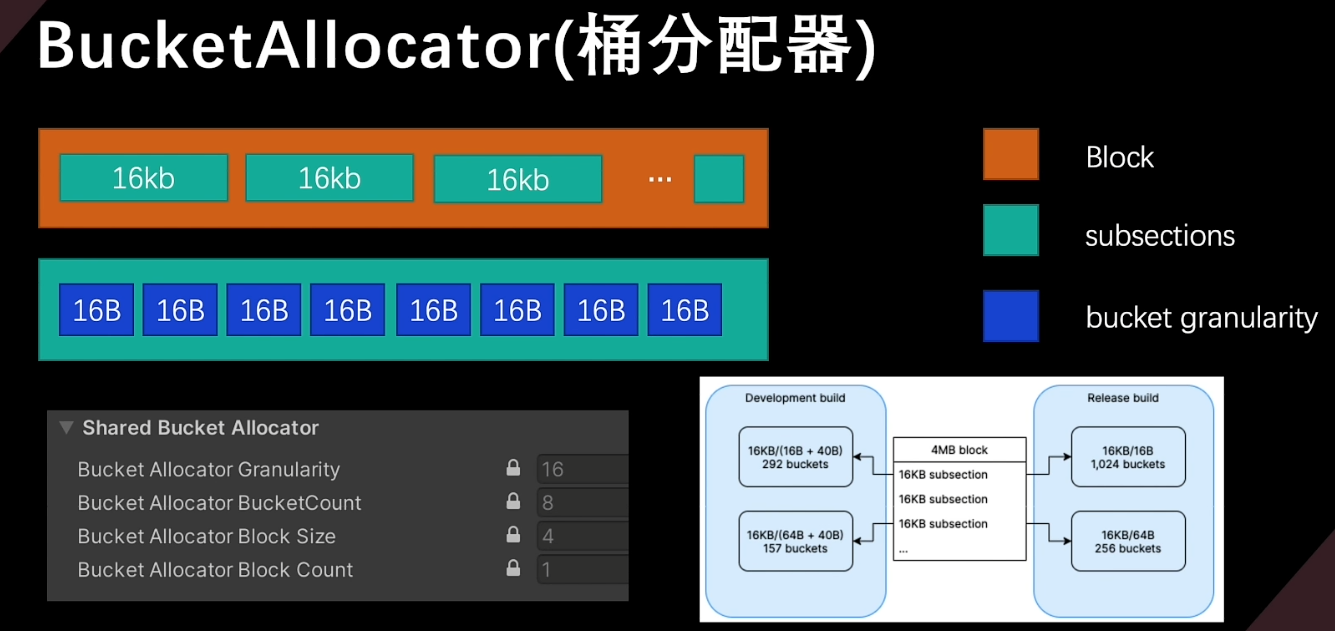 BucketAllocator(桶分配器)
16kb 16kb 16kb ...
Block
subsections
16B 16B 16B 16B 16B 16B 16B 16B
bucket granularity
Shared Bucket Allocator
Bucket Allocator Granularity 16
Bucket Allocator BucketCount 8
Bucket Allocator Block Size 4
Bucket Allocator Block Count 1
Development build
16KB/(16B + 40B)
292 buckets
16KB/(64B + 40B)
157 buckets
4MB block
16KB subsection
16KB subsection
16KB subsection
...
Release build
16KB/16B
1,024 buckets
16KB/64B
256 buckets